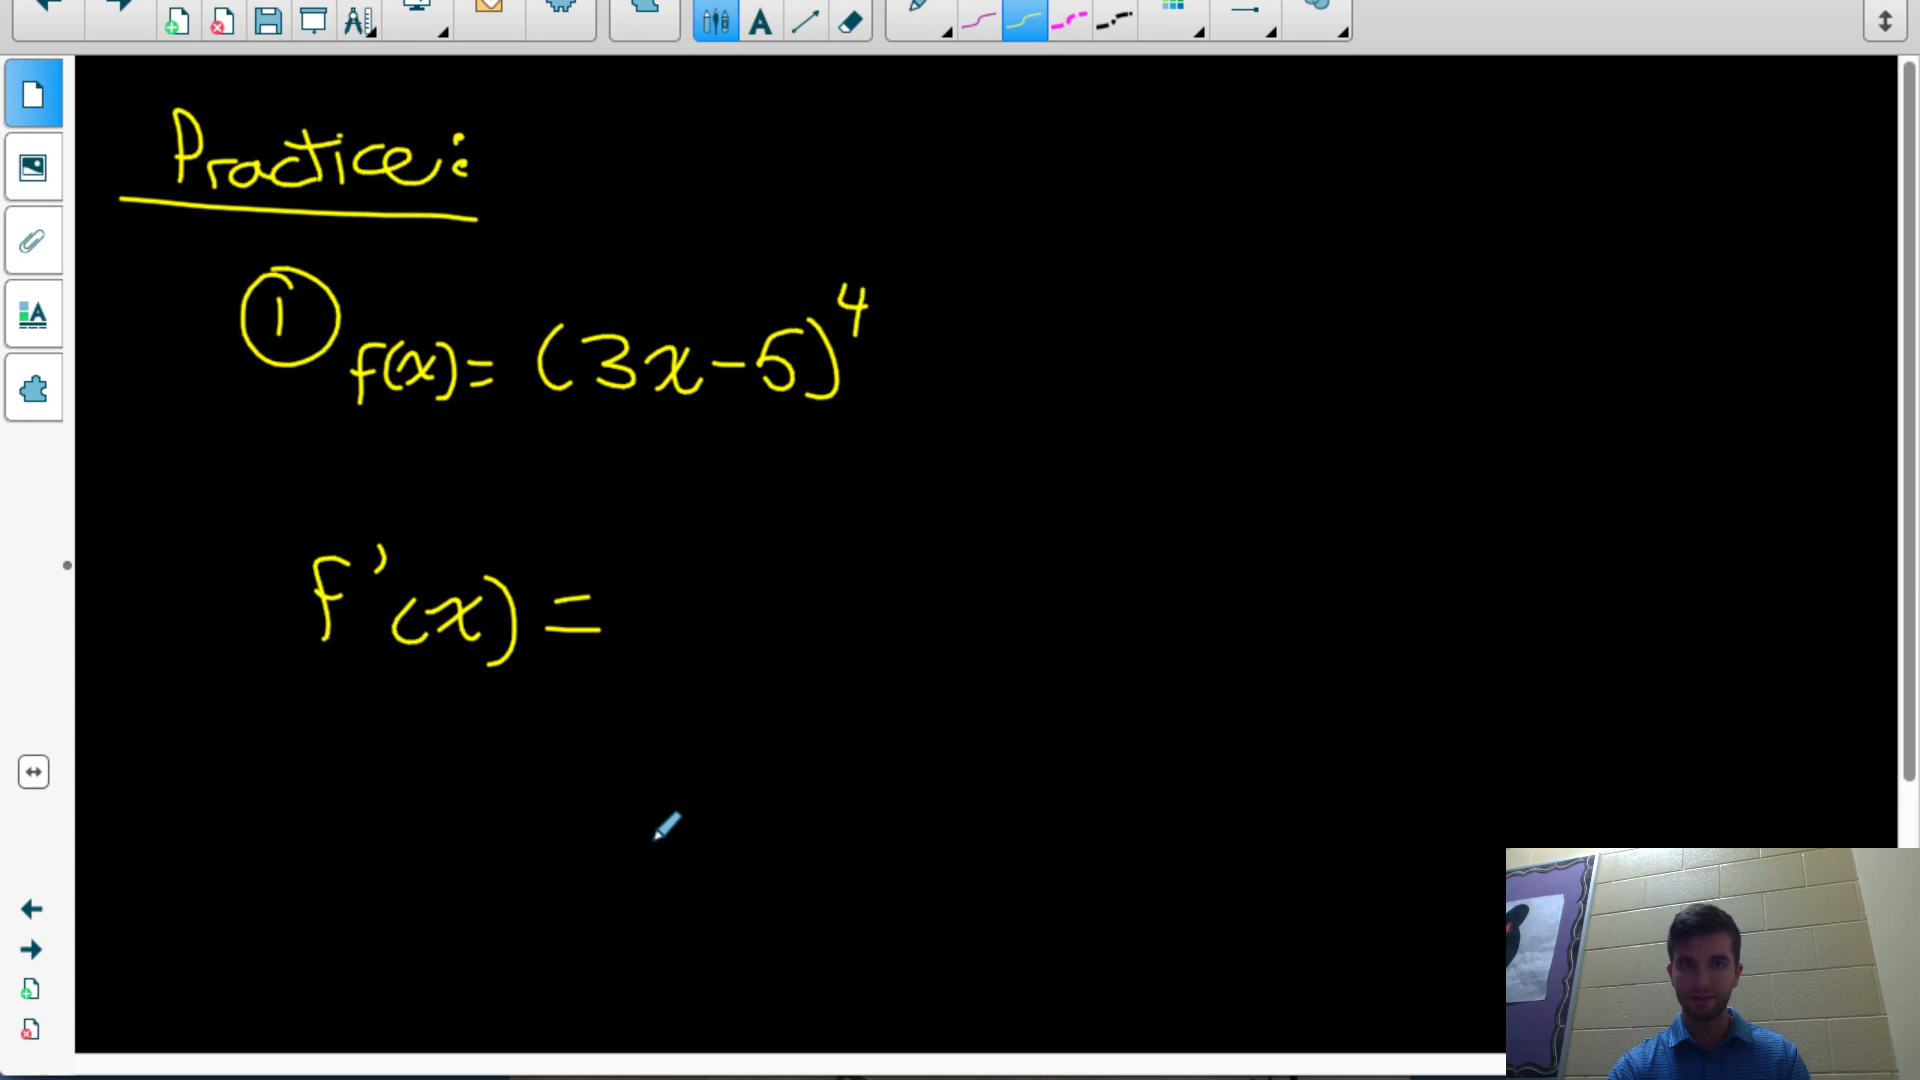 Practice:
① f(x) = (3x - 5)⁴
f'(x) =